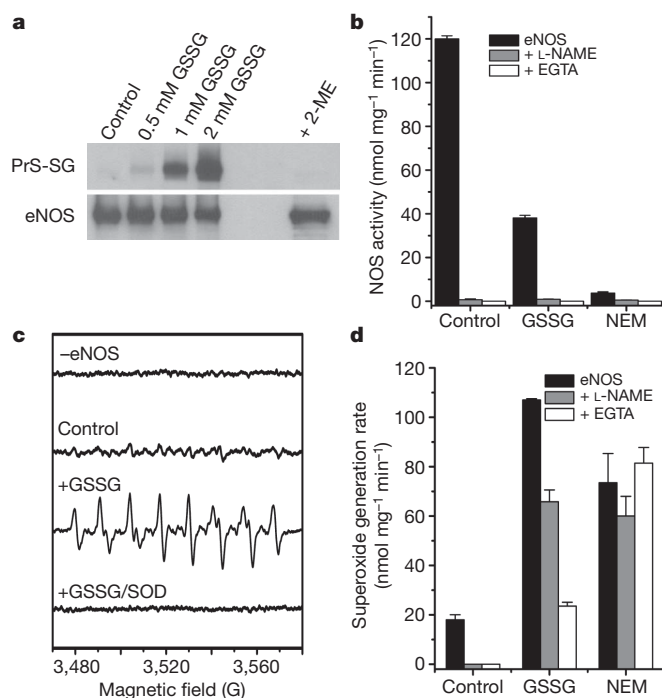 a
Control
0.5 mM GSSG
1 mM GSSG
2 mM GSSG
+ 2-ME
PrS-SG
eNOS
b
NOS activity (nmol mg⁻¹ min⁻¹)
120
100
80
60
40
20
0
eNOS
+ L-NAME
+ EGTA
Control
GSSG
NEM
c
–eNOS
Control
+GSSG
+GSSG/SOD
3,480
3,520
3,560
Magnetic field (G)
d
Superoxide generation rate
(nmol mg⁻¹ min⁻¹)
120
100
80
60
40
20
0
eNOS
+ L-NAME
+ EGTA
Control
GSSG
NEM